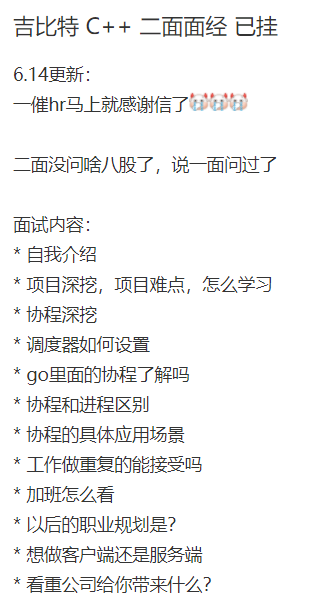 吉比特 C++ 二面面经 已挂
6.14更新：
一催hr马上就感谢信了
二面没问啥八股了，说一面问过了
面试内容：
* 自我介绍
* 项目深挖，项目难点，怎么学习
* 协程深挖
* 调度器如何设置
* go里面的协程了解吗
* 协程和进程区别
* 协程的具体应用场景
* 工作做重复的能接受吗
* 加班怎么看
* 以后的职业规划是？
* 想做客户端还是服务端
* 看重公司给你带来什么？